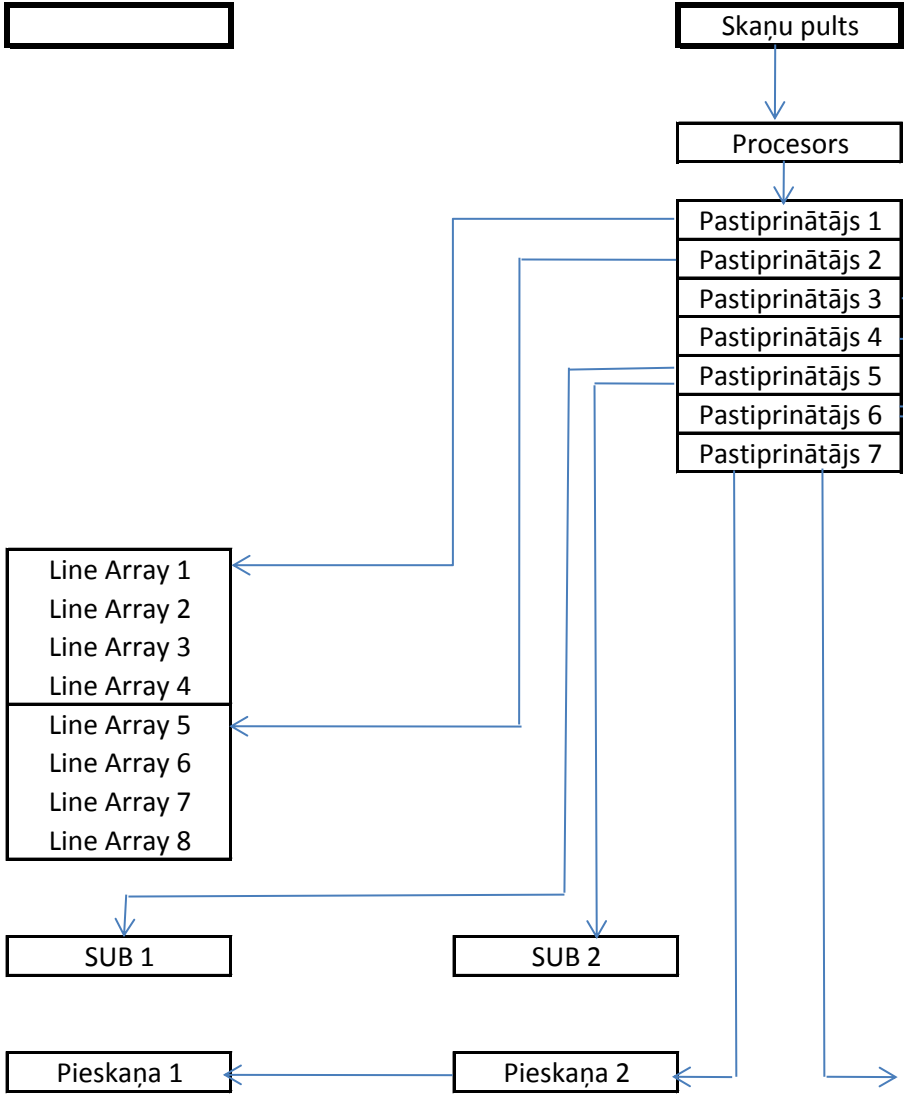 Skaņu pults
Procesors
Pastiprinātājs 1
Pastiprinātājs 2
Pastiprinātājs 3
Pastiprinātājs 4
Pastiprinātājs 5
Pastiprinātājs 6
Pastiprinātājs 7
Line Array 1
Line Array 2
Line Array 3
Line Array 4
Line Array 5
Line Array 6
Line Array 7
Line Array 8
SUB 1
SUB 2
Pieskaņa 1
Pieskaņa 2